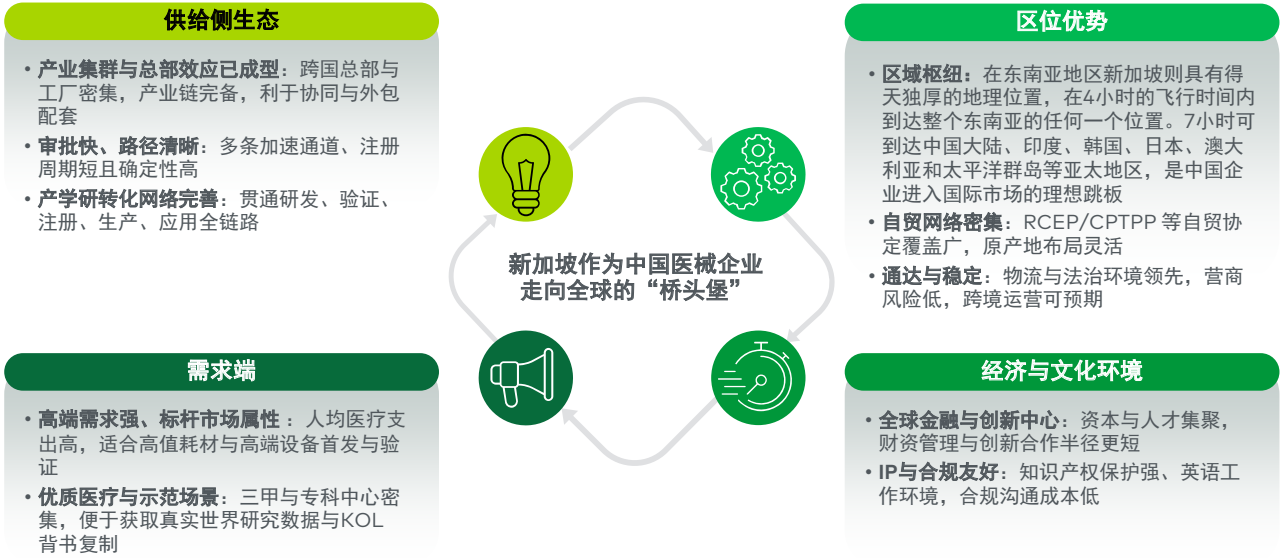 供给侧生态
• 产业集群与总部效应已成型：跨国总部与
工厂密集，产业链完备，利于协同与外包
配套
• 审批快、路径清晰：多条加速通道、注册
周期短且确定性高
• 产学研转化网络完善：贯通研发、验证、
注册、生产、应用全链路
区位优势
• 区域枢纽：在东南亚地区新加坡则具有得
天独厚的地理位置，在4小时的飞行时间内
到达整个东南亚的任何一个位置。7小时可
到达中国大陆、印度、韩国、日本、澳大
利亚和太平洋群岛等亚太地区，是中国企
业进入国际市场的理想跳板
• 自贸网络密集：RCEP/CPTPP 等自贸协
定覆盖广，原产地布局灵活
• 通达与稳定：物流与法治环境领先，营商
风险低，跨境运营可预期
新加坡作为中国医械企业
走向全球的“桥头堡”
需求端
• 高端需求强、标杆市场属性 ：人均医疗支
出高，适合高值耗材与高端设备首发与验
证
• 优质医疗与示范场景：三甲与专科中心密
集，便于获取真实世界研究数据与KOL
背书复制
经济与文化环境
• 全球金融与创新中心：资本与人才集聚，
财资管理与创新合作半径更短
• IP与合规友好：知识产权保护强、英语工
作环境，合规沟通成本低